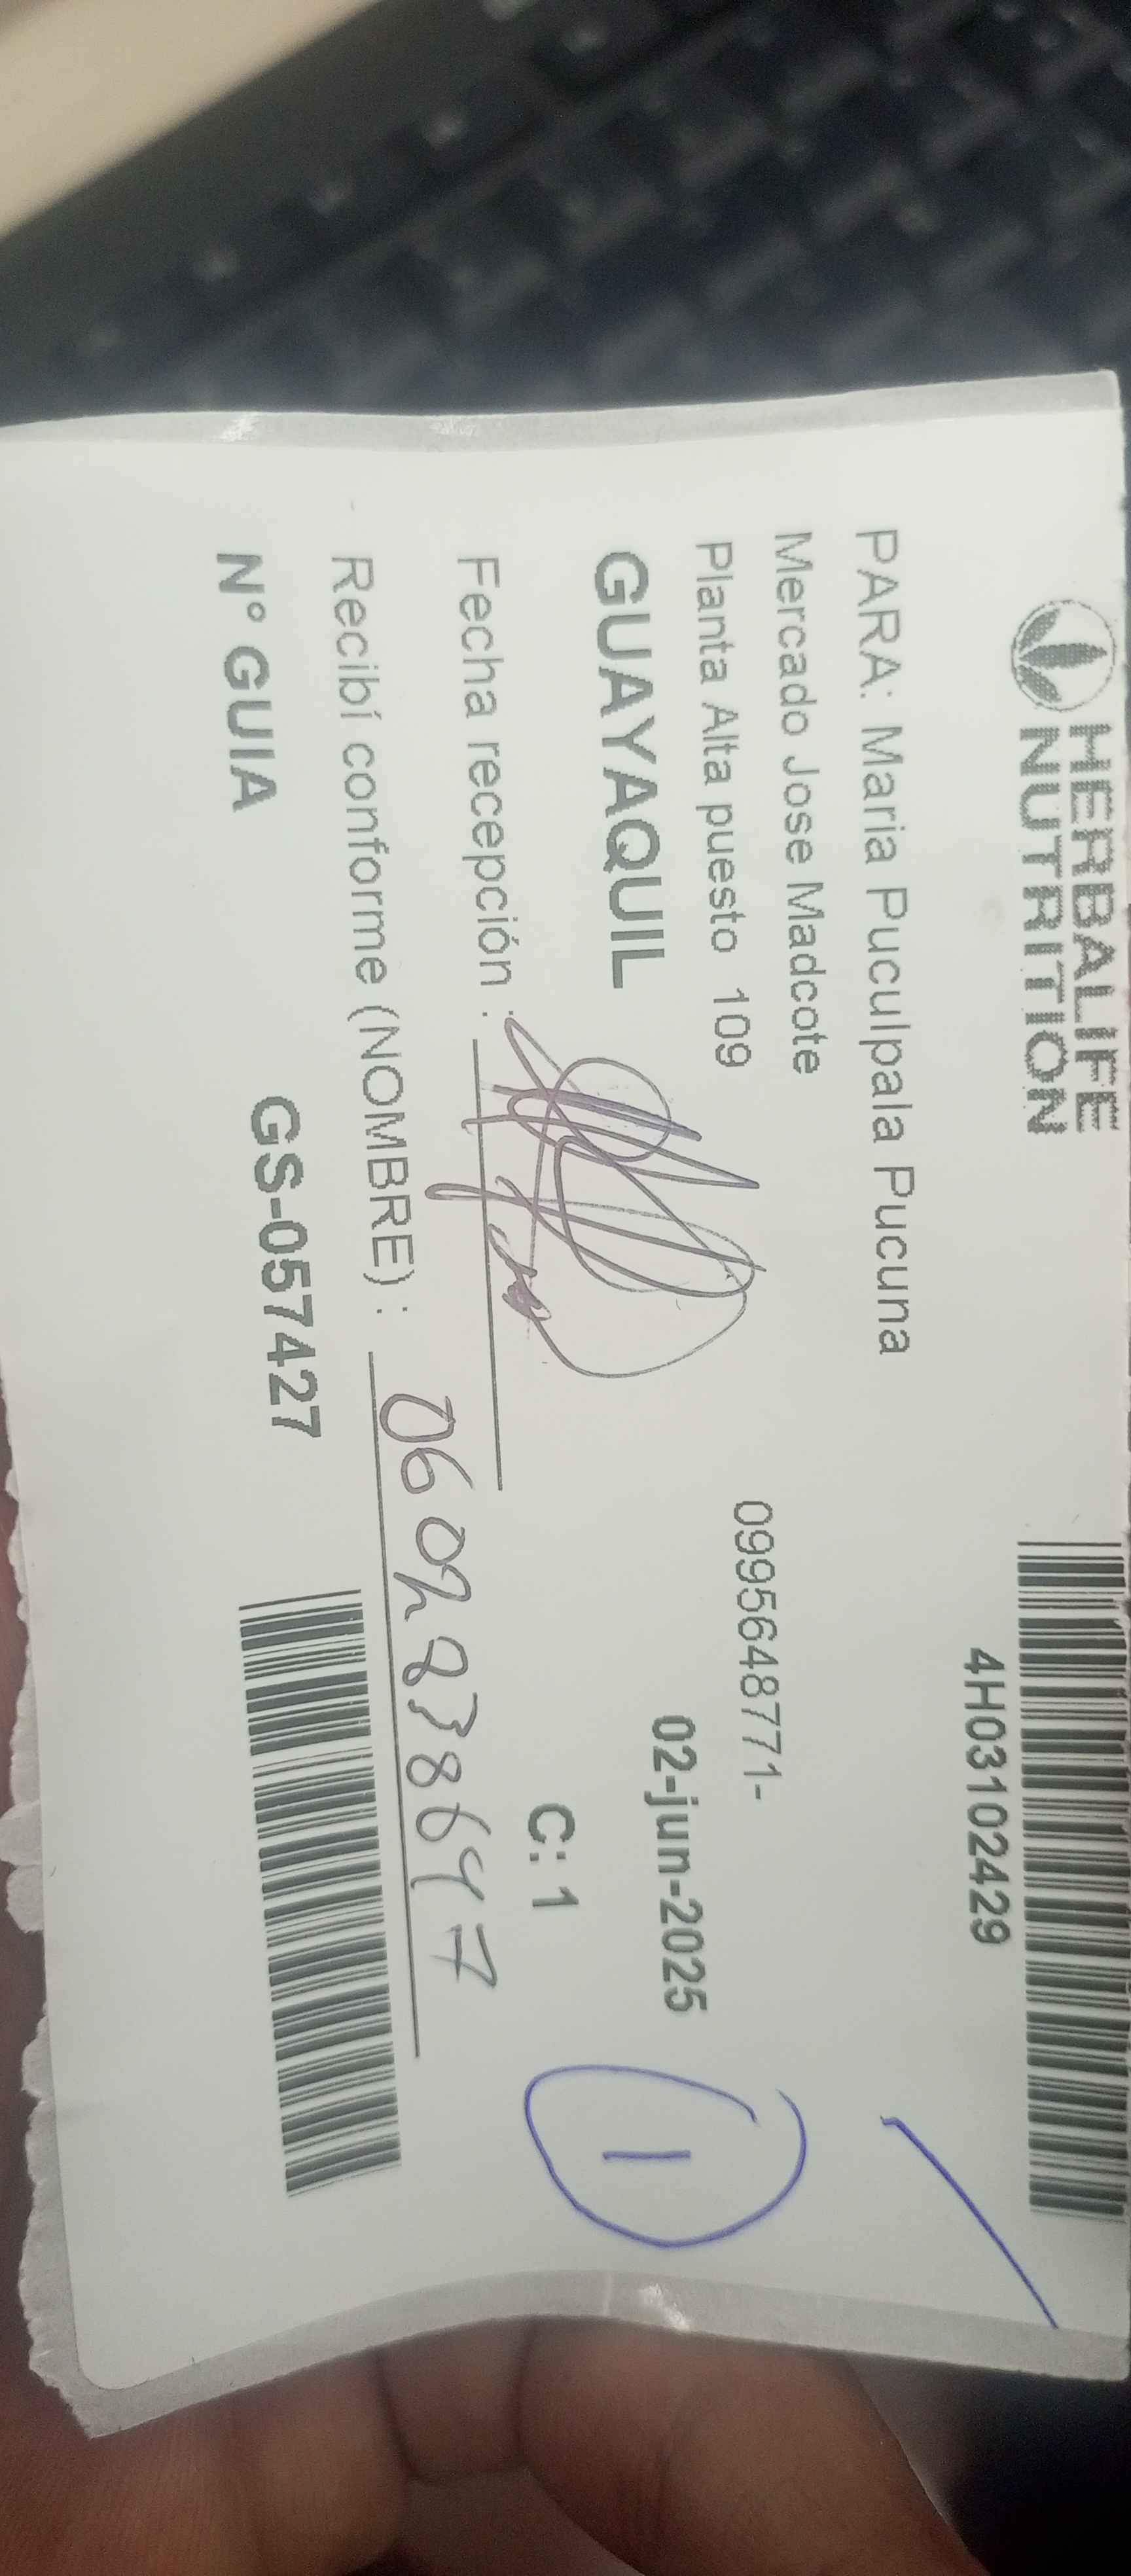 HERBALIFE
NUTRITION
4H03102429
PARA: Maria Puculpala Pucuna
Mercado Jose Madcote
Planta Alta puesto 109 0995648771-
GUAYAQUIL 02-jun-2025
C: 1
1
Fecha recepción :
Recibí conforme (NOMBRE) :
N° GUIA GS-057427